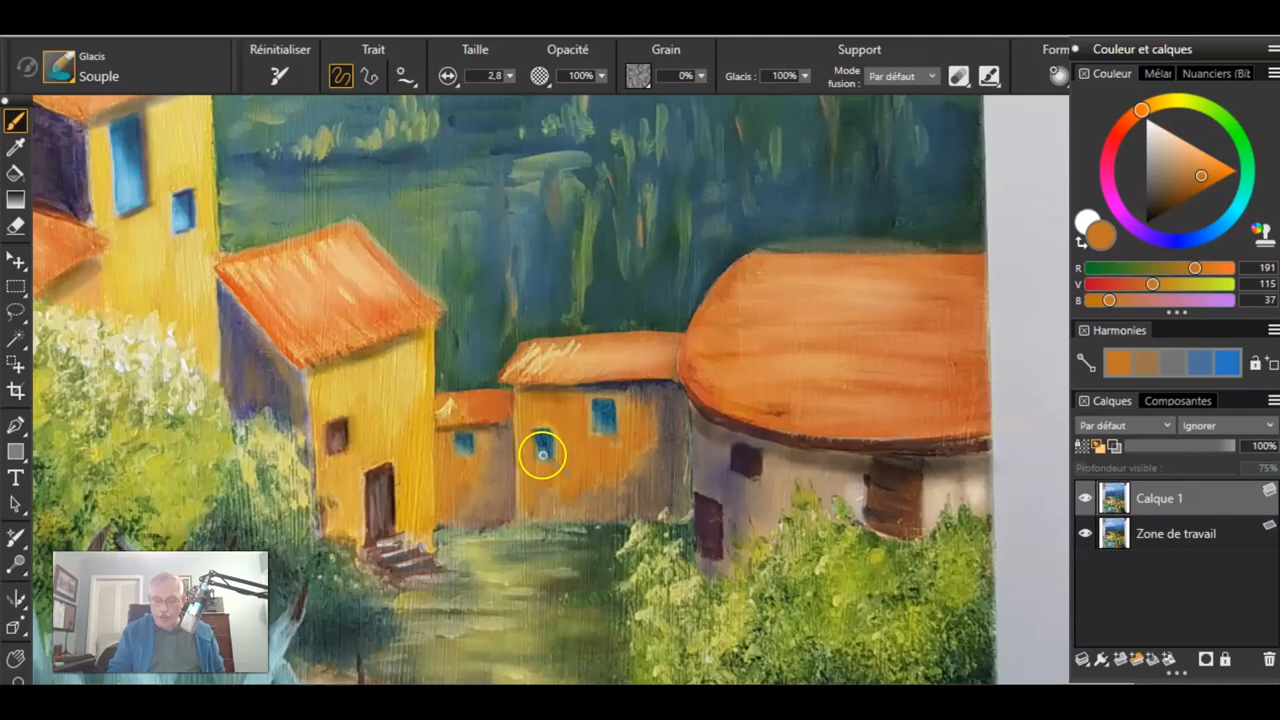 Glacis
Souple
Réinitialiser
Trait
Taille
2,8
Opacité
100%
Grain
0%
Glacis : 100%
Support
Mode
fusion : Par défaut
Form
Couleur et calques
Couleur
Mélar
Nuanciers (Bit
R 191
V 115
B 37
Harmonies
Calques
Composantes
Par défaut
Ignorer
100%
Profondeur visible :
75%
Calque 1
Zone de travail
T